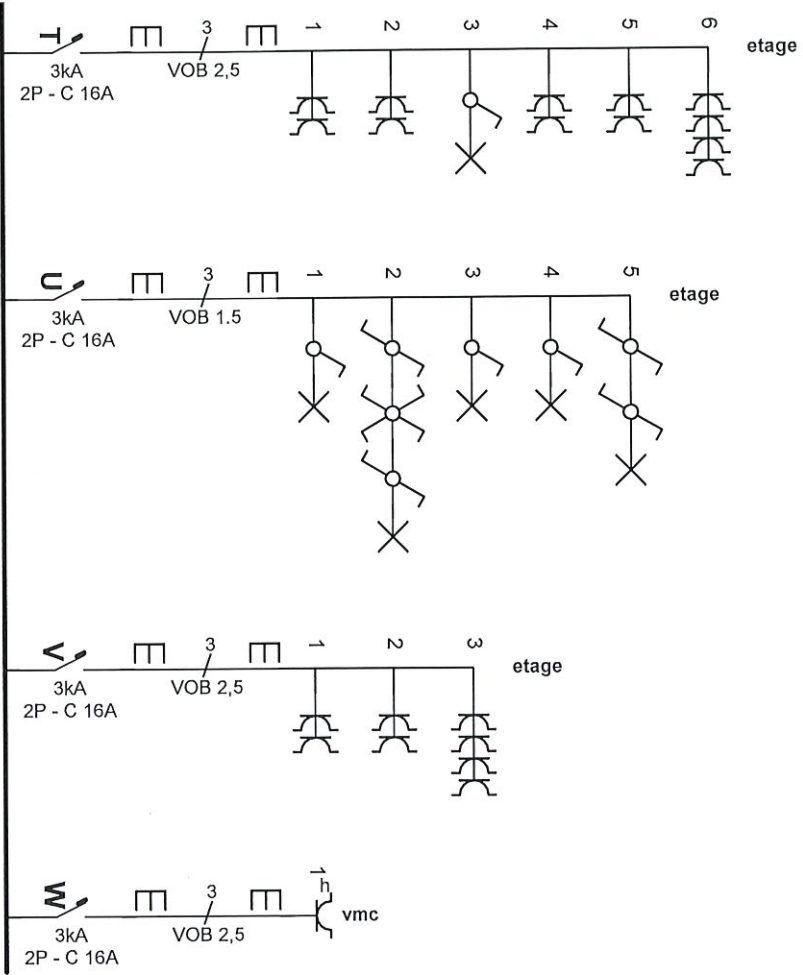 T 3 1 2 3 4 5 6 etage
3kA VOB 2,5
2P - C 16A
U 3 1 2 3 4 5 etage
3kA VOB 1.5
2P - C 16A
V 3 1 2 3 etage
3kA VOB 2,5
2P - C 16A
W 3 1 h vmc
3kA VOB 2,5
2P - C 16A